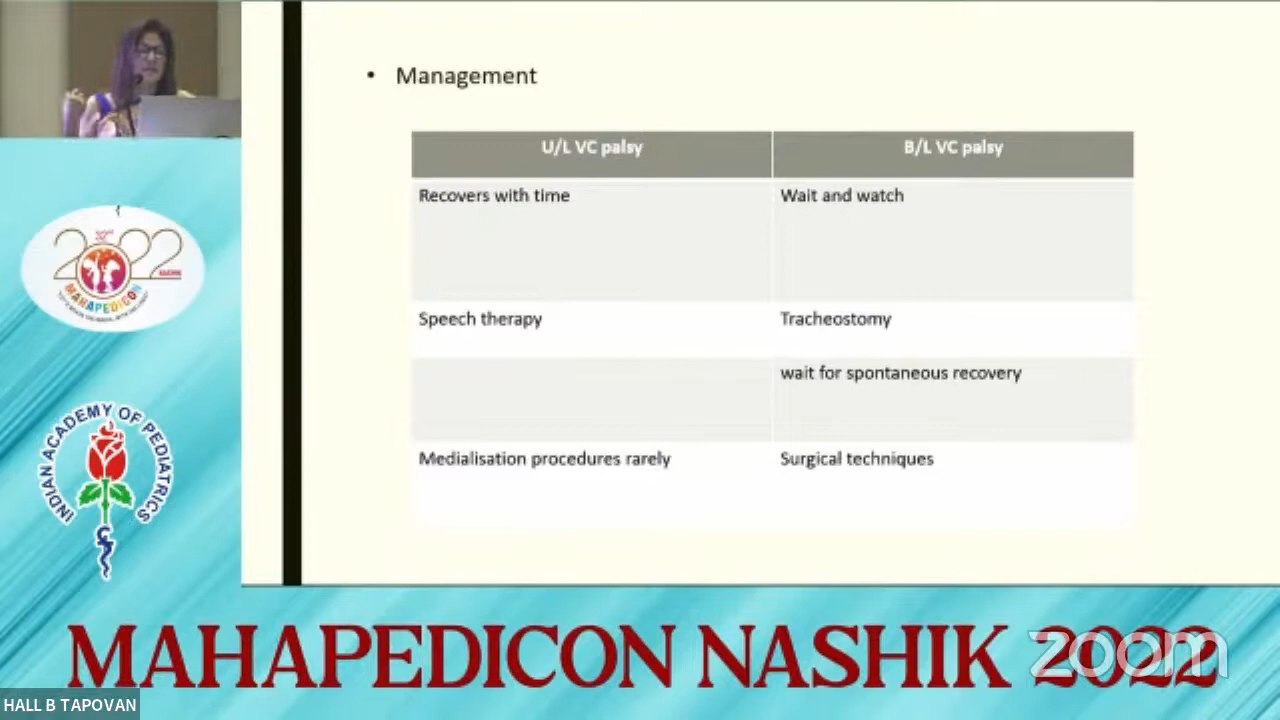 • Management
U/L VC palsy
B/L VC palsy
Recovers with time
Wait and watch
Speech therapy
Tracheostomy
wait for spontaneous recovery
Medialisation procedures rarely
Surgical techniques
2022
MAHAPEDICON
INDIAN ACADEMY OF PEDIATRICS
MAHAPEDICON NASHIK 2022
zoom
HALL B TAPOVAN